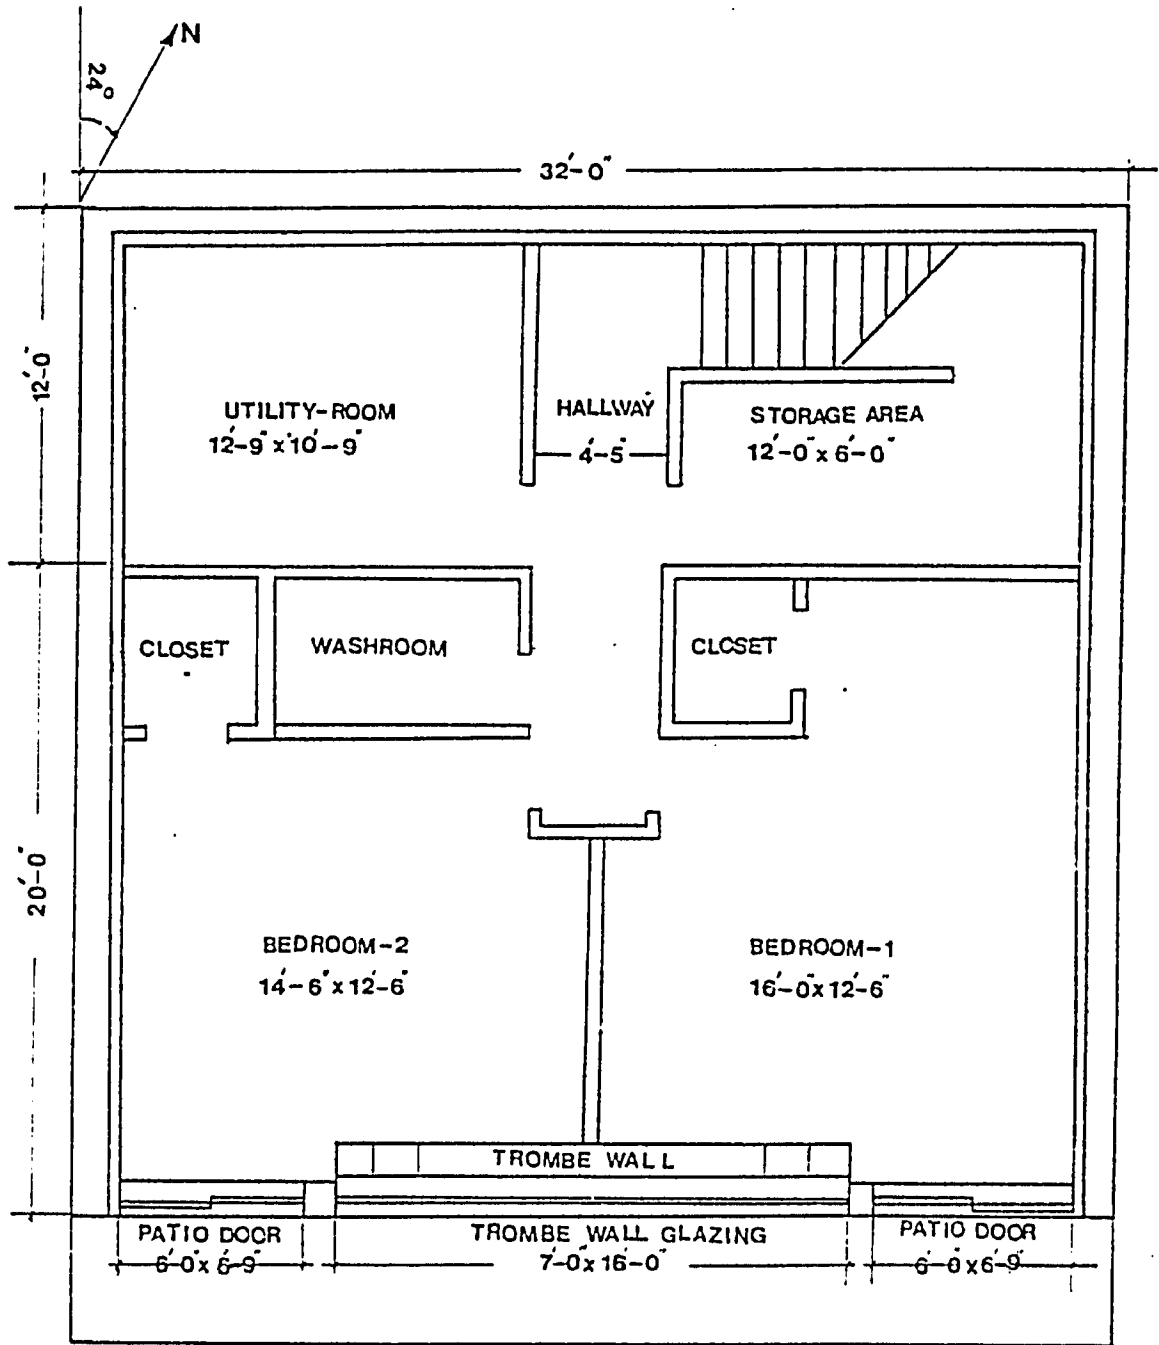 N
24°
32'-0"
12'-0"
UTILITY-ROOM
12'-9" x 10'-9"
HALLWAY
4'-5"
STORAGE AREA
12'-0" x 6'-0"
CLOSET
WASHROOM
CLOSET
20'-0"
BEDROOM-2
14'-6" x 12'-6"
BEDROOM-1
16'-0 x 12'-6"
TROMBE WALL
PATIO DOOR
6'-0" x 6'-9"
TROMBE WALL GLAZING
7'-0" x 16'-0"
PATIO DOOR
6'-0" x 6'-9'